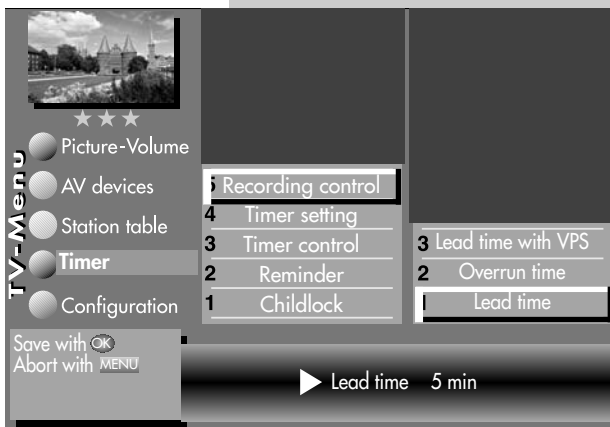 TV-Menu
Picture-Volume
AV devices
Station table
Timer
Configuration
5 Recording control
4 Timer setting
3 Timer control
2 Reminder
1 Childlock
3 Lead time with VPS
2 Overrun time
1 Lead time
Save with OK
Abort with MENU
Lead time 5 min